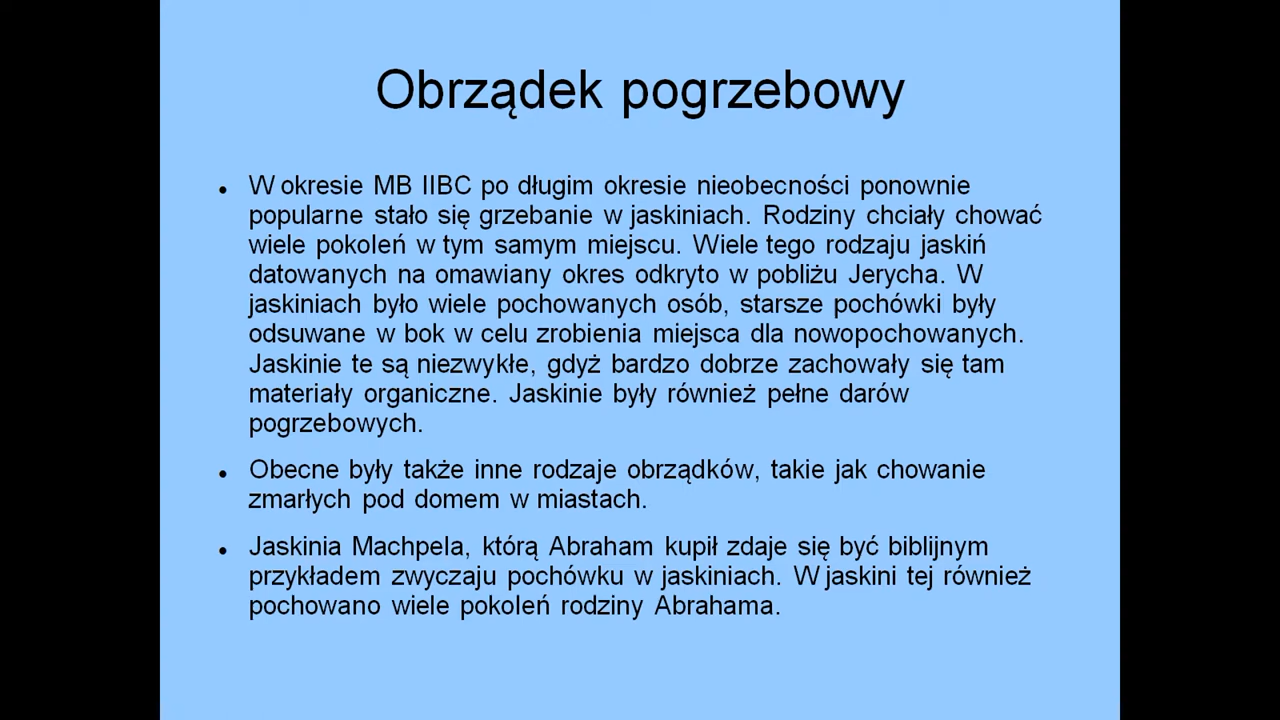 Obrządek pogrzebowy
• W okresie MB IIBC po długim okresie nieobecności ponownie
popularne stało się grzebanie w jaskiniach. Rodziny chciały chować
wiele pokoleń w tym samym miejscu. Wiele tego rodzaju jaskiń
datowanych na omawiany okres odkryto w pobliżu Jerycha. W
jaskiniach było wiele pochowanych osób, starsze pochówki były
odsuwane w bok w celu zrobienia miejsca dla nowopochowanych.
Jaskinie te są niezwykłe, gdyż bardzo dobrze zachowały się tam
materiały organiczne. Jaskinie były również pełne darów
pogrzebowych.
• Obecne były także inne rodzaje obrządków, takie jak chowanie
zmarłych pod domem w miastach.
• Jaskinia Machpela, którą Abraham kupił zdaje się być biblijnym
przykładem zwyczaju pochówku w jaskiniach. W jaskini tej również
pochowano wiele pokoleń rodziny Abrahama.